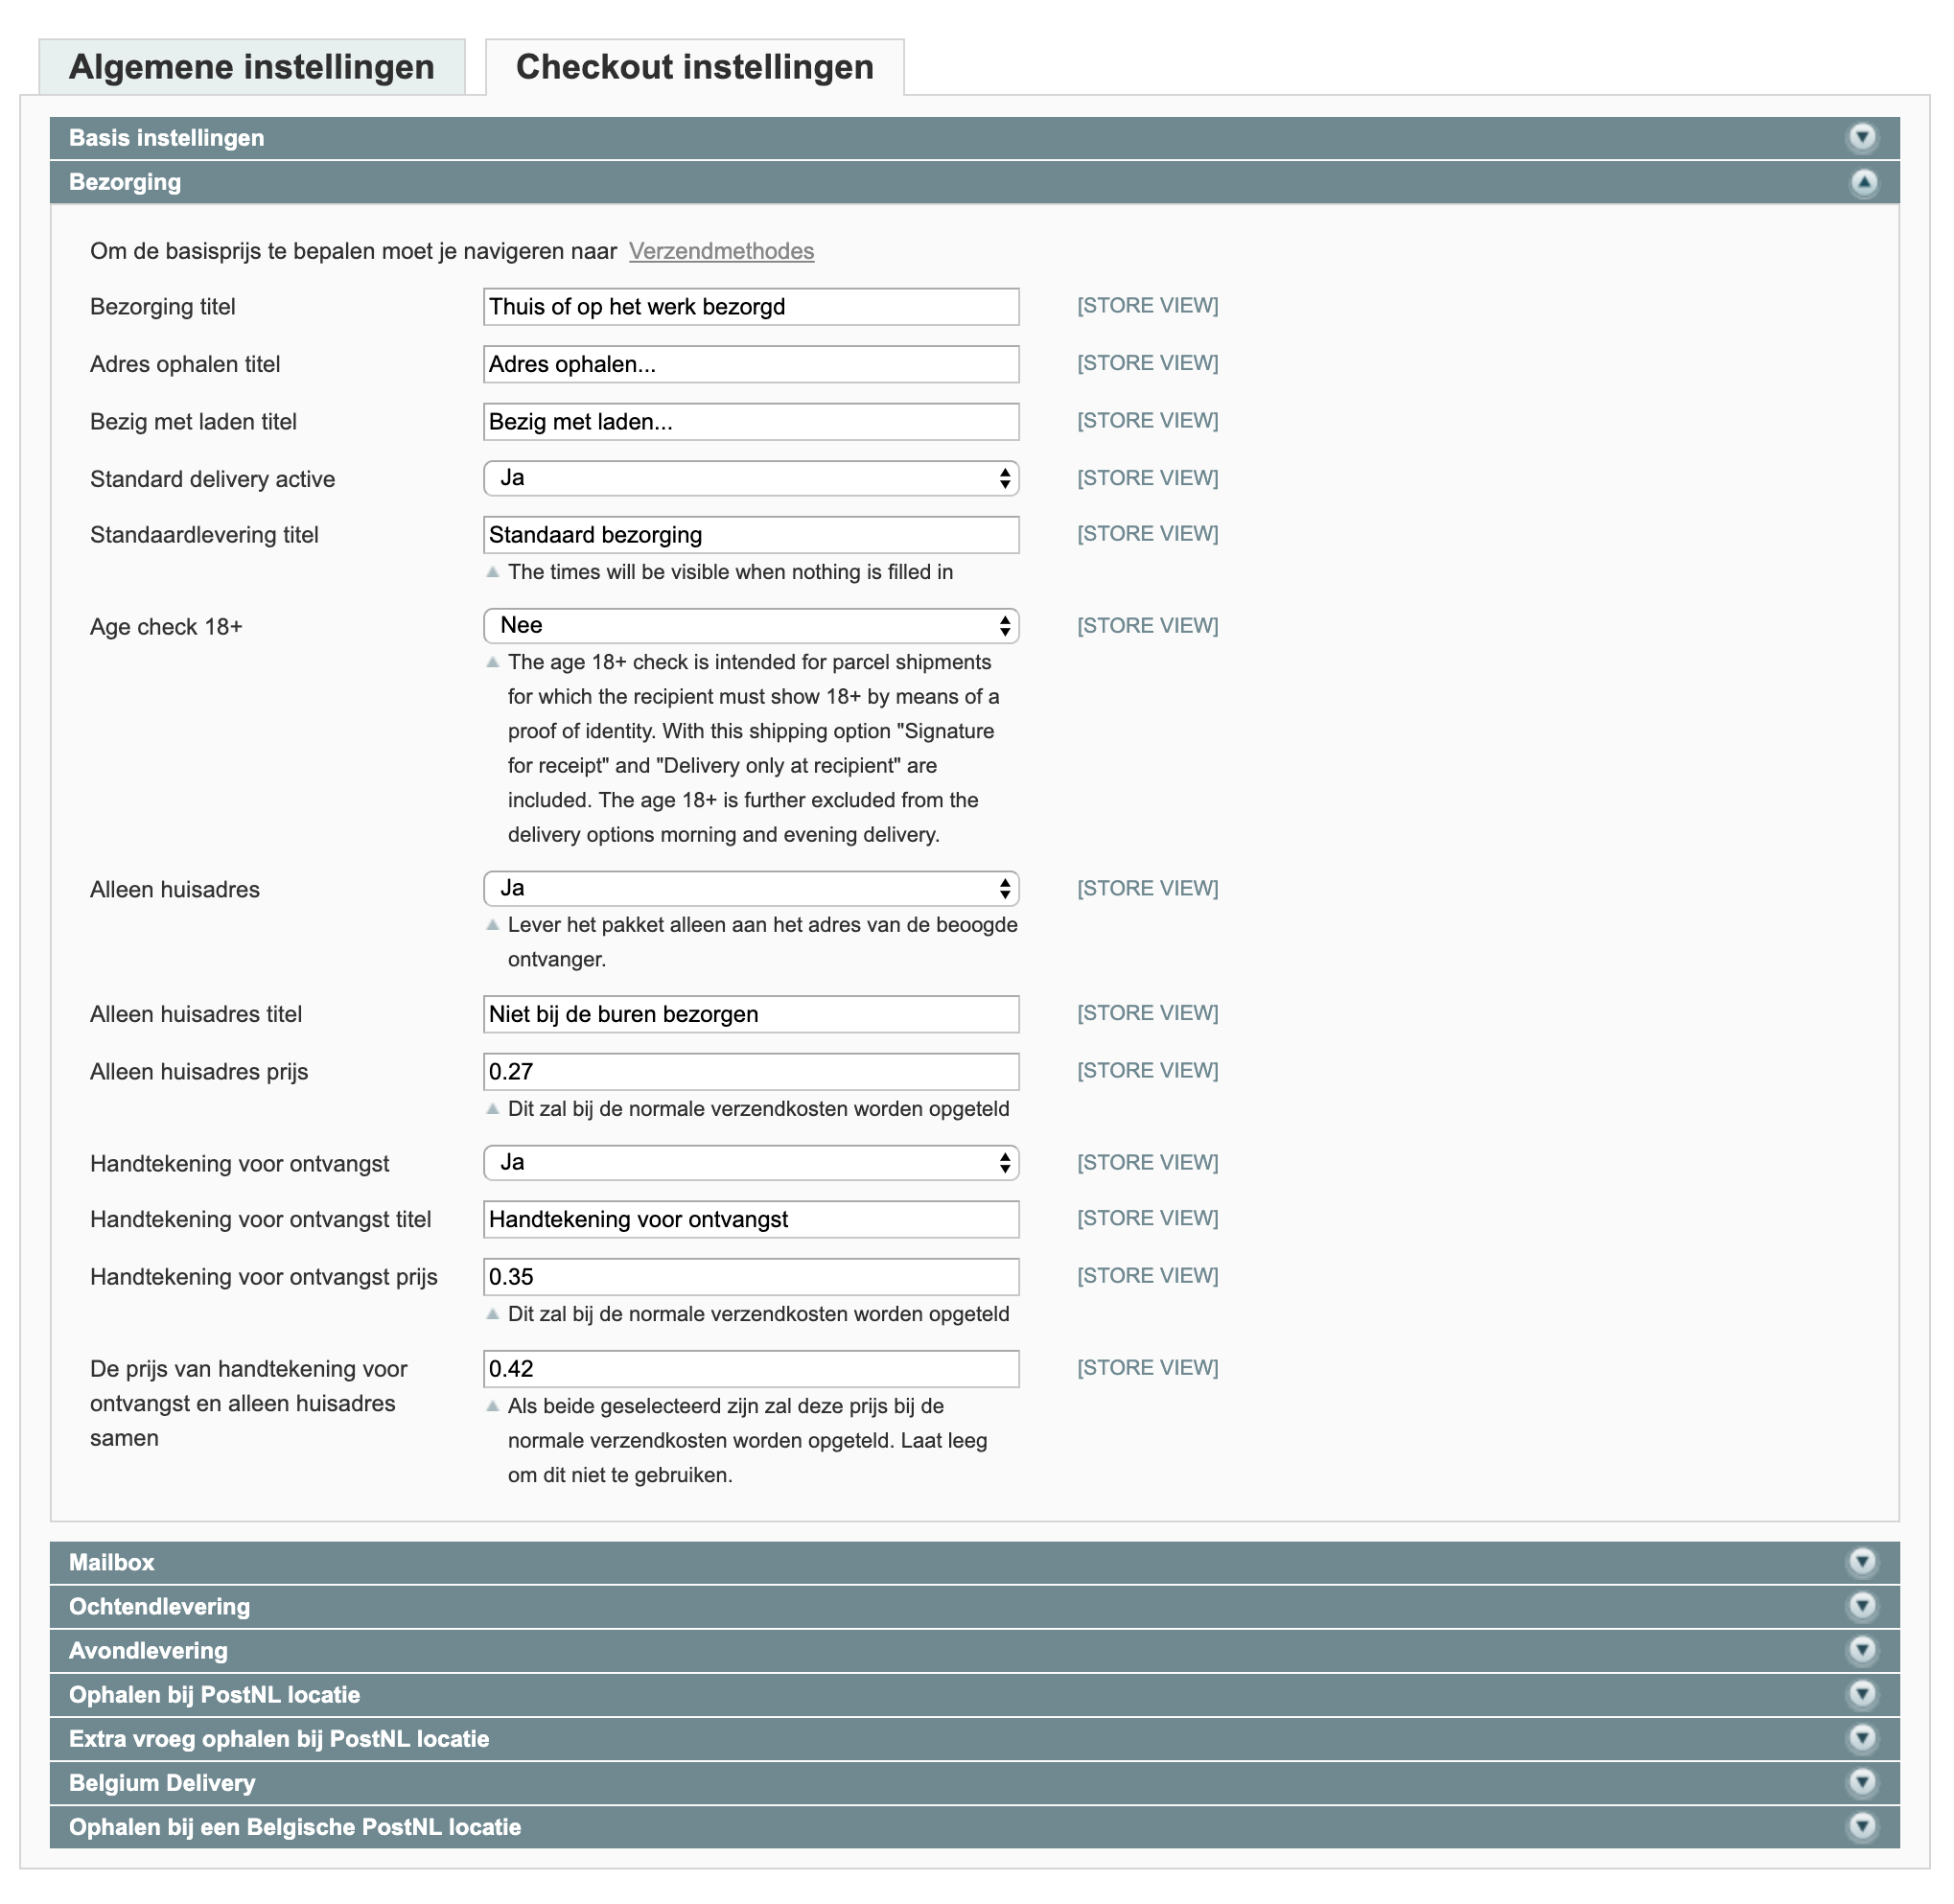 Algemene instellingen
Checkout instellingen
Basis instellingen
Bezorging
Om de basisprijs te bepalen moet je navigeren naar Verzendmethodes
Bezorging titel
Thuis of op het werk bezorgd
[STORE VIEW]
Adres ophalen titel
Adres ophalen...
[STORE VIEW]
Bezig met laden titel
Bezig met laden...
[STORE VIEW]
Standard delivery active
Ja
[STORE VIEW]
Standaardlevering titel
Standaard bezorging
[STORE VIEW]
The times will be visible when nothing is filled in
Age check 18+
Nee
[STORE VIEW]
The age 18+ check is intended for parcel shipments
for which the recipient must show 18+ by means of a
proof of identity. With this shipping option "Signature
for receipt" and "Delivery only at recipient" are
included. The age 18+ is further excluded from the
delivery options morning and evening delivery.
Alleen huisadres
Ja
[STORE VIEW]
Lever het pakket alleen aan het adres van de beoogde
ontvanger.
Alleen huisadres titel
Niet bij de buren bezorgen
[STORE VIEW]
Alleen huisadres prijs
0.27
[STORE VIEW]
Dit zal bij de normale verzendkosten worden opgeteld
Handtekening voor ontvangst
Ja
[STORE VIEW]
Handtekening voor ontvangst titel
Handtekening voor ontvangst
[STORE VIEW]
Handtekening voor ontvangst prijs
0.35
[STORE VIEW]
Dit zal bij de normale verzendkosten worden opgeteld
De prijs van handtekening voor
ontvangst en alleen huisadres
samen
0.42
[STORE VIEW]
Als beide geselecteerd zijn zal deze prijs bij de
normale verzendkosten worden opgeteld. Laat leeg
om dit niet te gebruiken.
Mailbox
Ochtendlevering
Avondlevering
Ophalen bij PostNL locatie
Extra vroeg ophalen bij PostNL locatie
Belgium Delivery
Ophalen bij een Belgische PostNL locatie